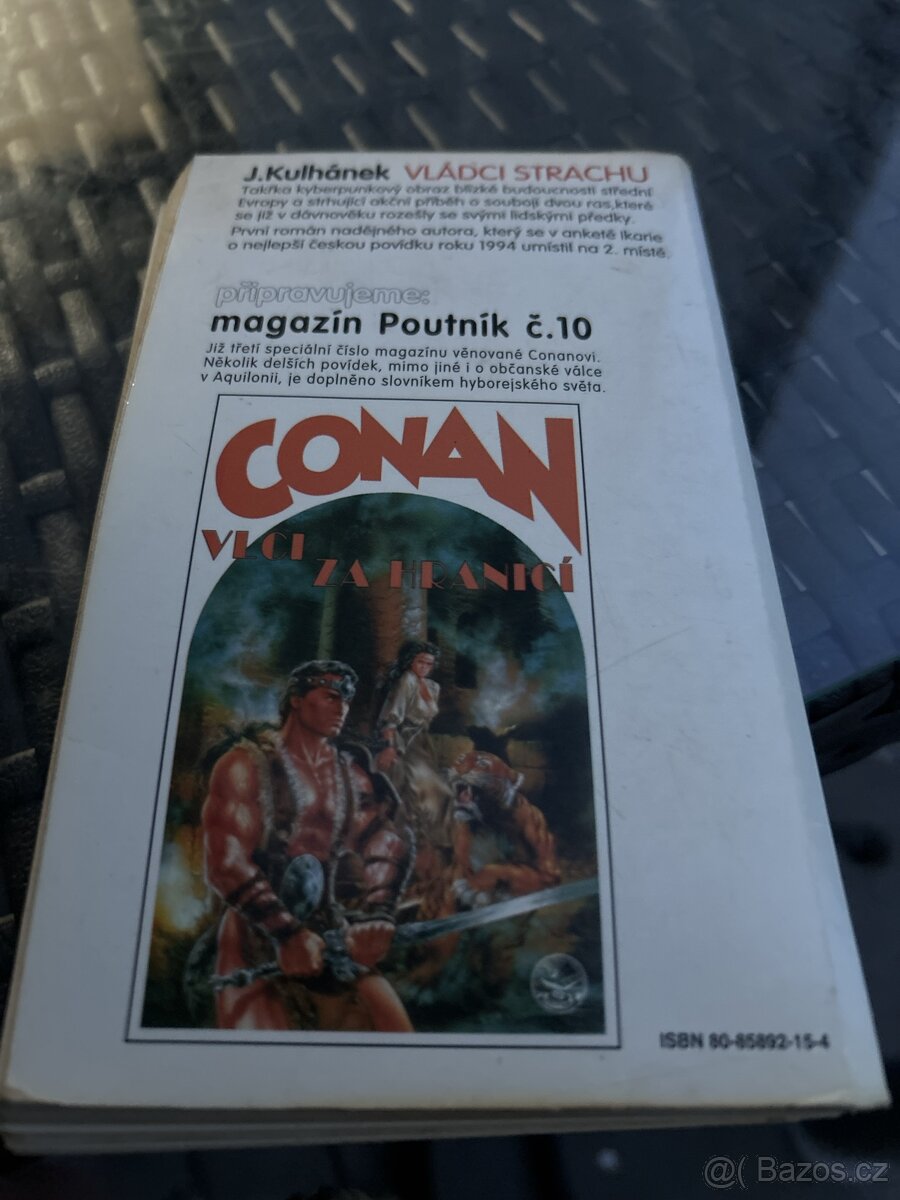 J.Kulhánek VLÁDCI STRACHU
Takřka kyberpunkový obraz blízké budoucnosti střední
Evropy a strhující akční příběh o souboji dvou ras,které
se již v dávnověku rozešly se svými lidskými předky.
První román nadějného autora, který se v anketě Ikarie
o nejlepší českou povídku roku 1994 umístil na 2. místě.
připravujeme:
magazín Poutník č.10
Již třetí speciální číslo magazínu věnované Conanovi.
Několik delších povídek, mimo jiné i o občanské válce
v Aquilonii, je doplněno slovníkem hyborejského světa.
CONAN
VLCI
ZA HRANICÍ
ISBN 80-85892-15-4
@( Bazos.cz